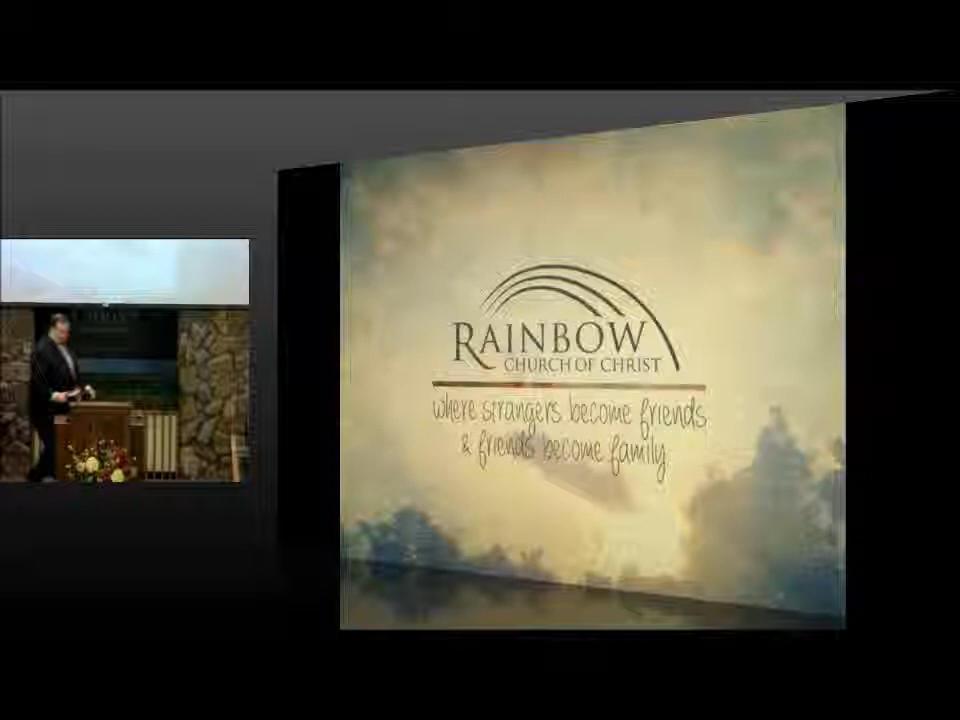 RAINBOW
CHURCH OF CHRIST
where strangers become friends
& friends become family